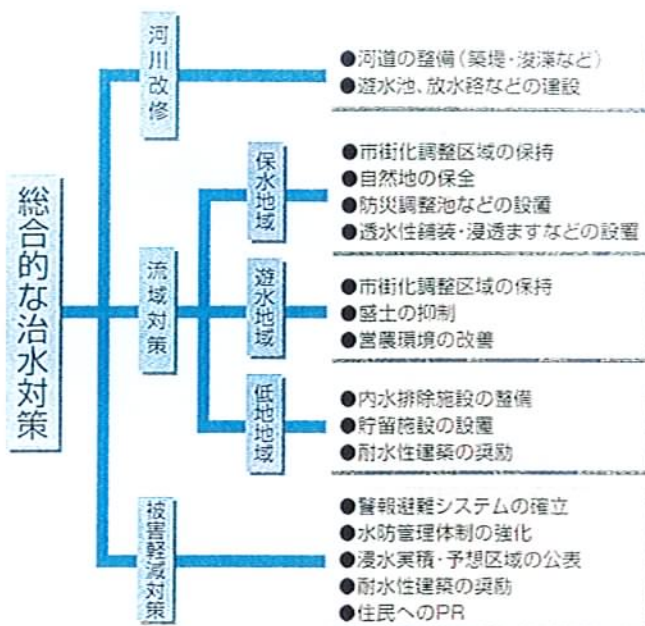 総合的な治水対策
河川改修
●河道の整備(築堤・浚渫など)
●遊水池、放水路などの建設
流域対策
保水地域
●市街化調整区域の保持
●自然地の保全
●防災調整池などの設置
●透水性舗装・浸透ますなどの設置
遊水地域
●市街化調整区域の保持
●盛土の抑制
●営農環境の改善
低地地域
●内水排除施設の整備
●貯留施設の設置
●耐水性建築の奨励
被害軽減対策
●警報避難システムの確立
●水防管理体制の強化
●浸水実積・予想区域の公表
●耐水性建築の奨励
●住民へのPR